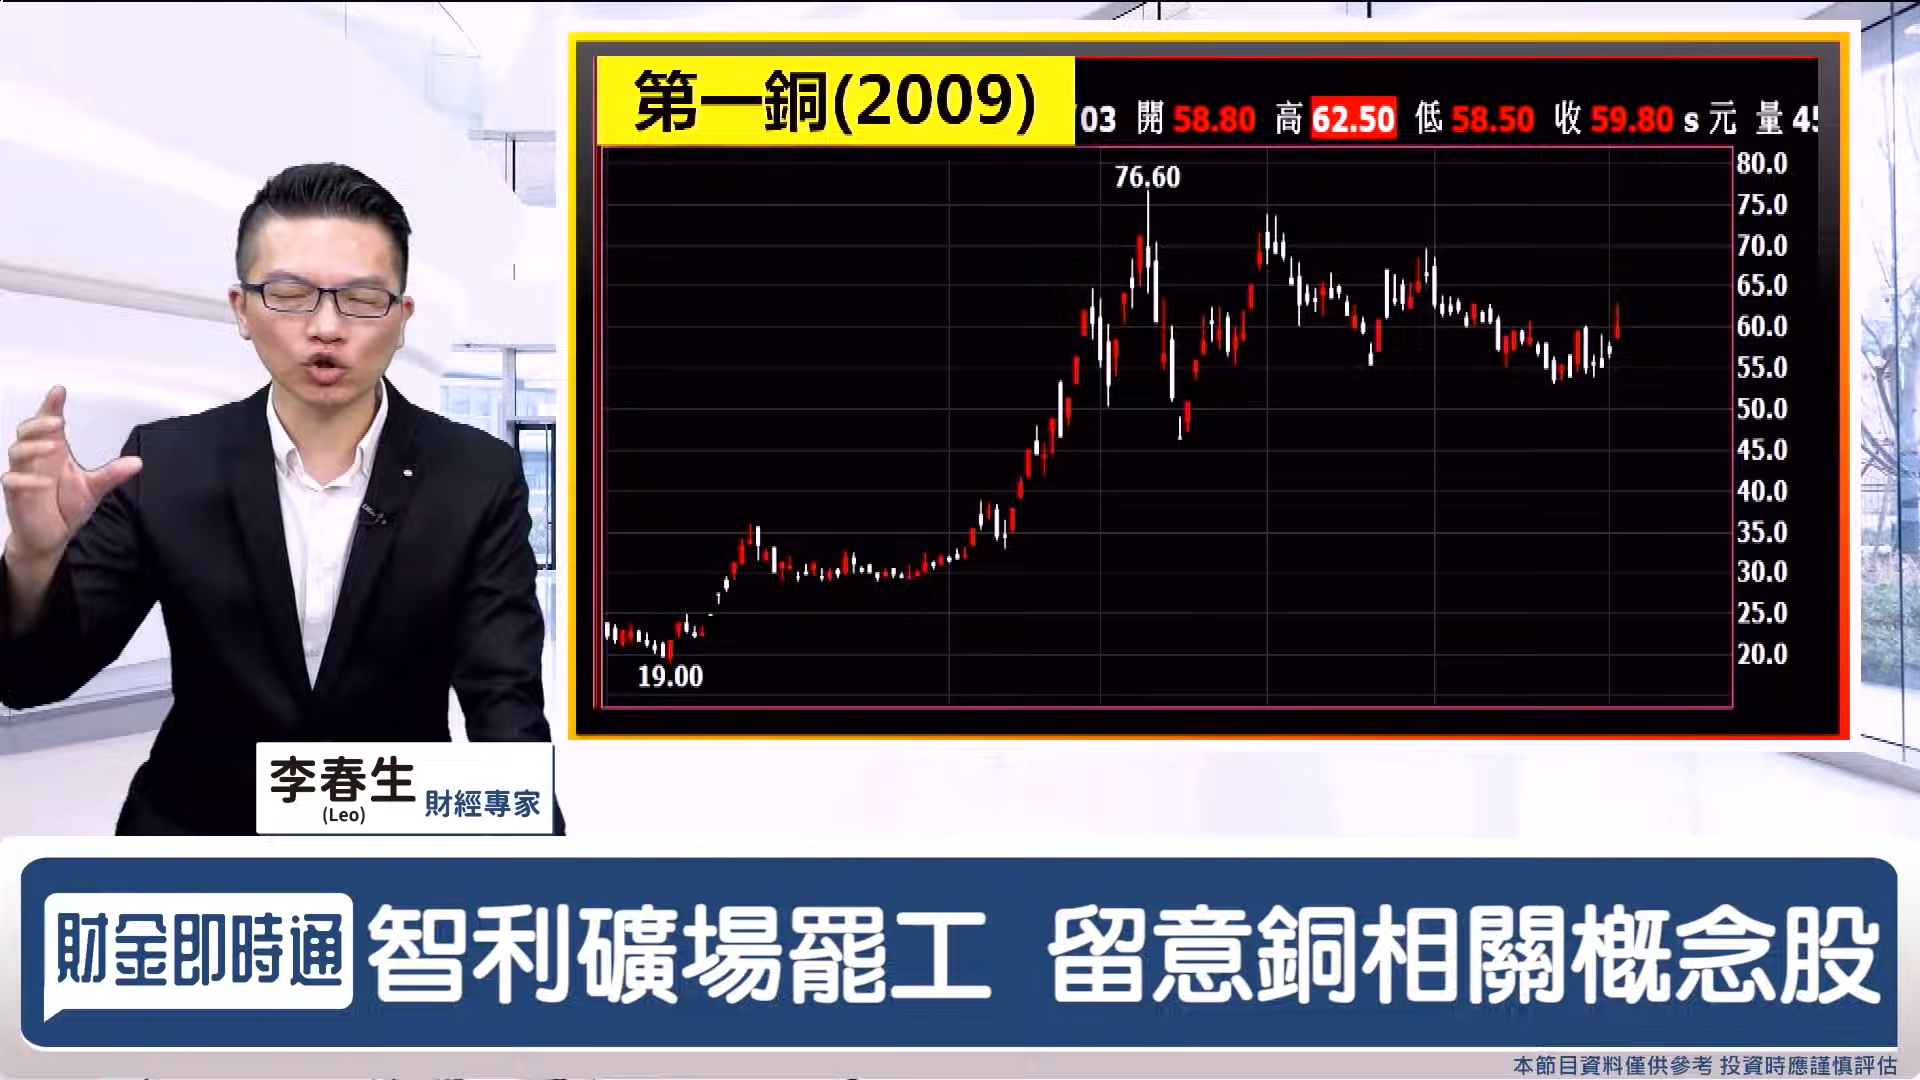 第一銅(2009)
/03 開 58.80 高 62.50 低 58.50 收 59.80 s 元 量 45
80.0
76.60
75.0
70.0
65.0
60.0
55.0
50.0
45.0
40.0
35.0
30.0
25.0
20.0
19.00
李春生
(Leo)
財經專家
財金即時通
智利礦場罷工 留意銅相關概念股
本節目資料僅供參考 投資時應謹慎評估